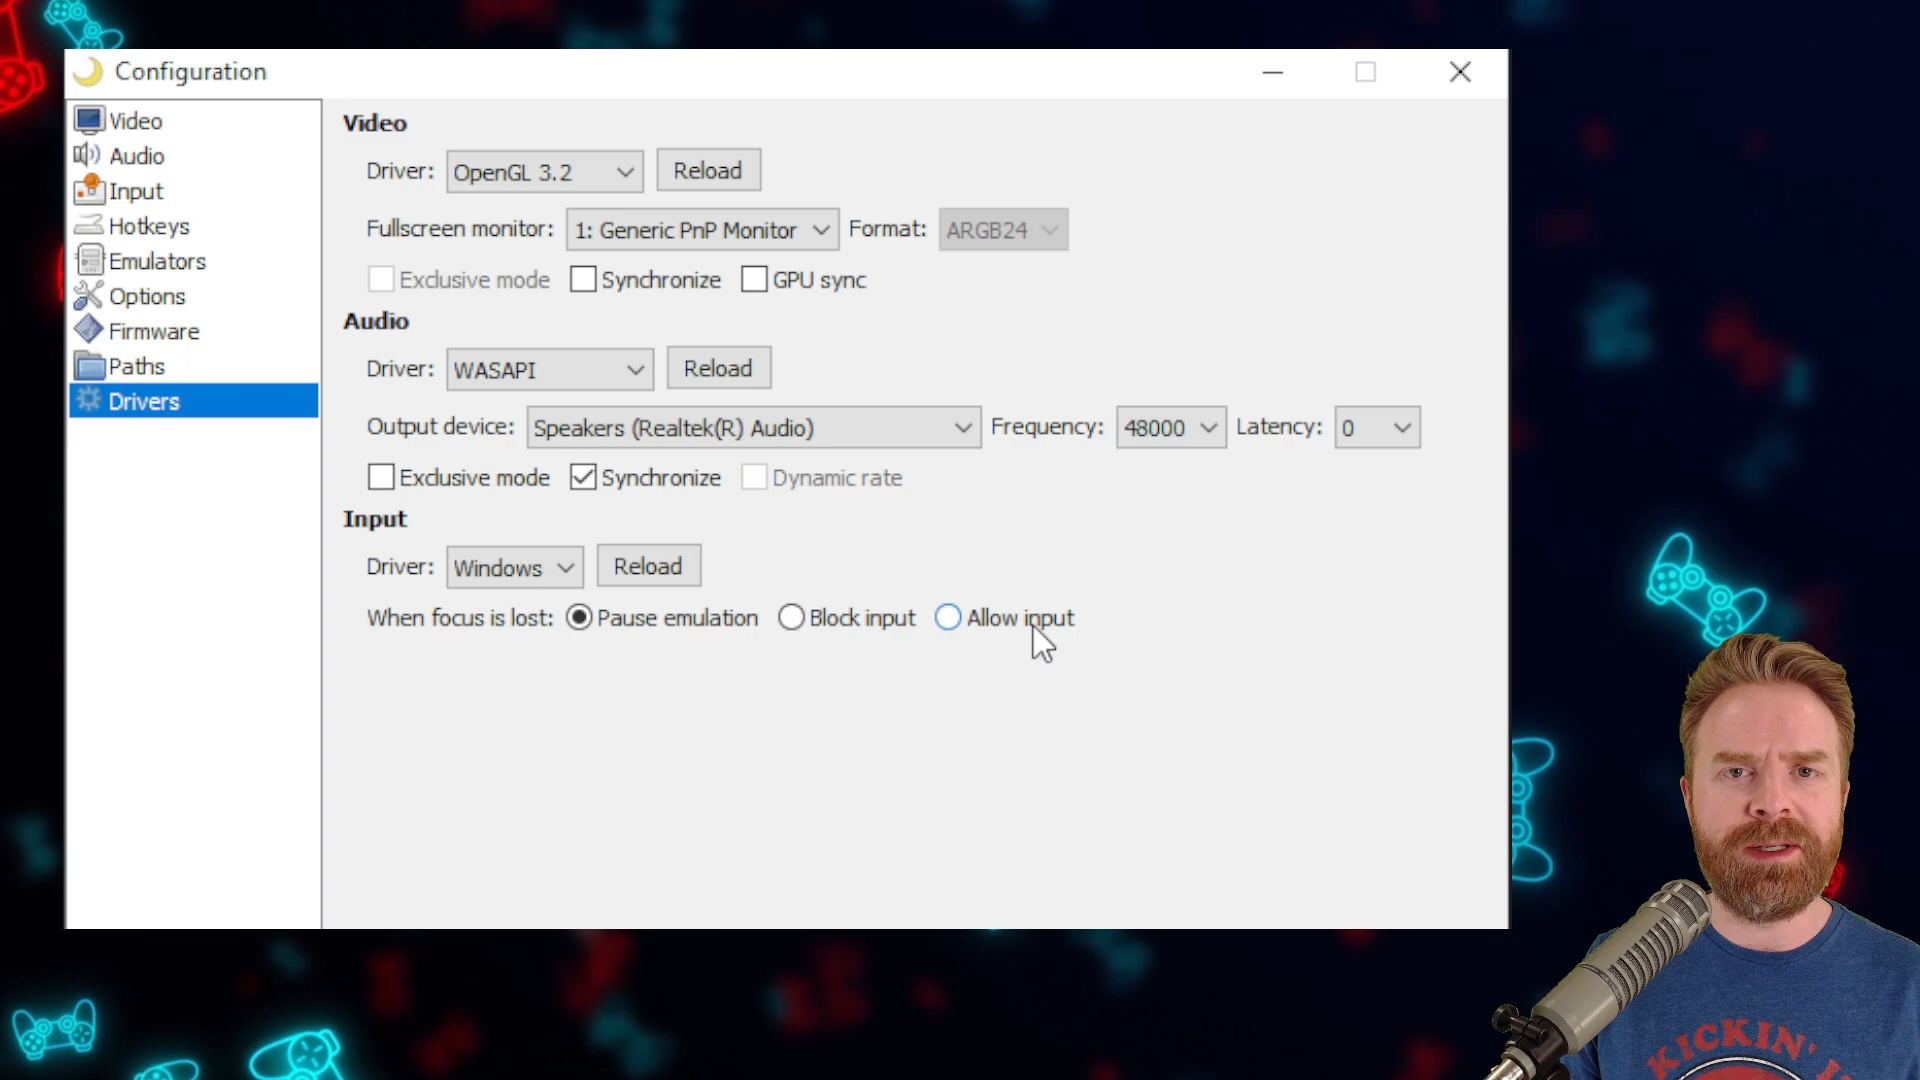 Configuration
Video
Audio
Input
Hotkeys
Emulators
Options
Firmware
Paths
Drivers
Video
Driver: OpenGL 3.2 Reload
Fullscreen monitor: 1: Generic PnP Monitor Format: ARGB24
Exclusive mode Synchronize GPU sync
Audio
Driver: WASAPI Reload
Output device: Speakers (Realtek(R) Audio) Frequency: 48000 Latency: 0
Exclusive mode Synchronize Dynamic rate
Input
Driver: Windows Reload
When focus is lost: Pause emulation Block input Allow input
KICKIN'